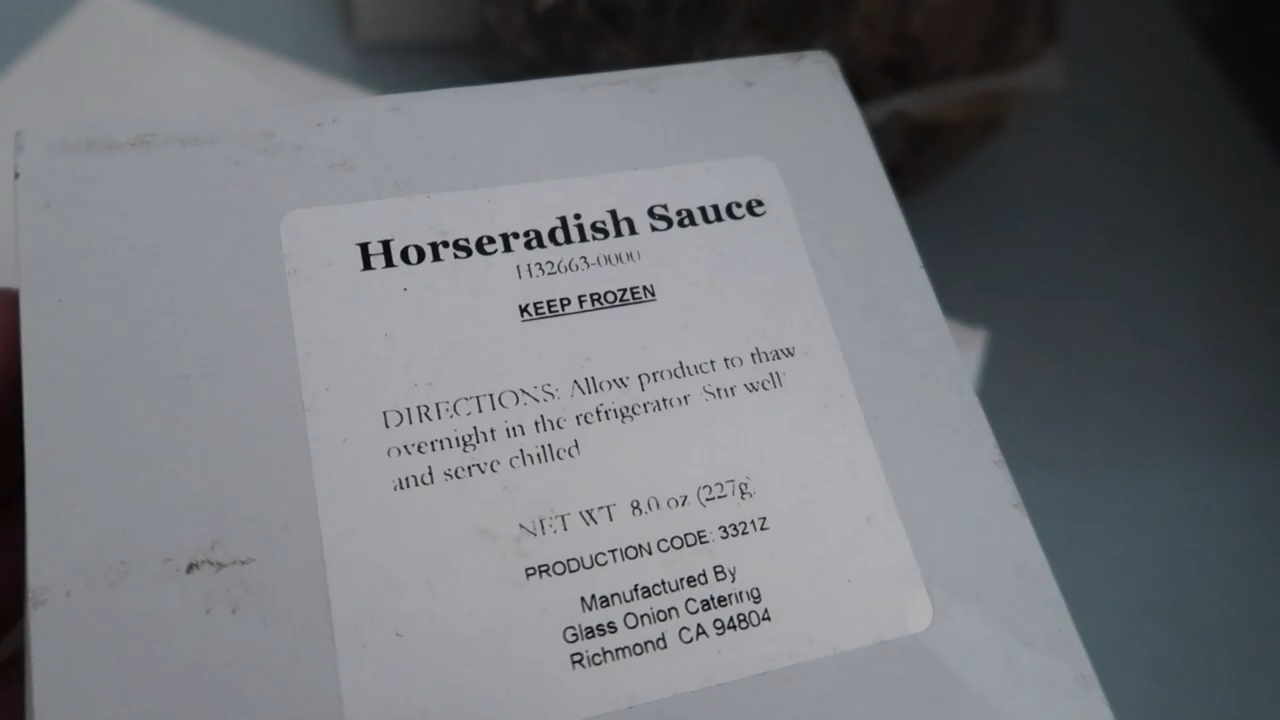 Horseradish Sauce
H32663-0000
KEEP FROZEN
DIRECTIONS: Allow product to thaw
overnight in the refrigerator Stir well
and serve chilled
NET WT 8.0 oz (227g)
PRODUCTION CODE: 3321Z
Manufactured By
Glass Onion Catering
Richmond CA 94804